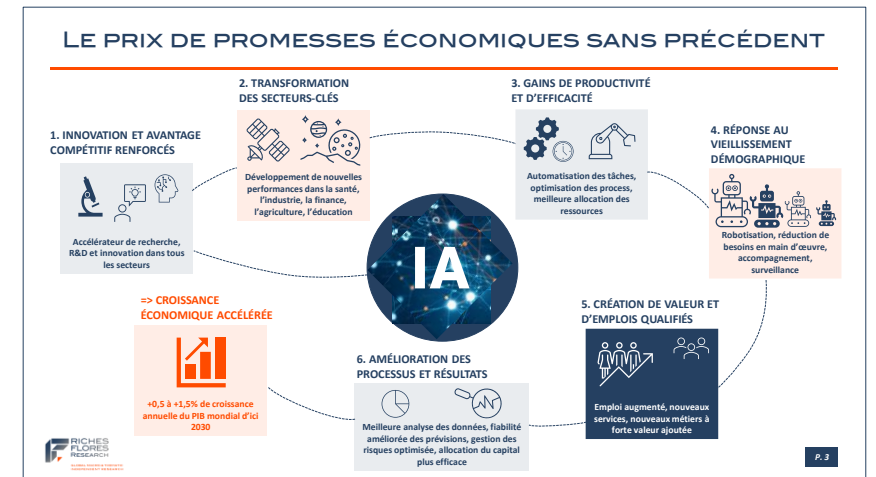 LE PRIX DE PROMESSES ÉCONOMIQUES SANS PRÉCÉDENT
1. INNOVATION ET AVANTAGE
COMPÉTITIF RENFORCÉS
Accélérateur de recherche,
R&D et innovation dans tous
les secteurs
2. TRANSFORMATION
DES SECTEURS-CLÉS
Développement de nouvelles
performances dans la santé,
l'industrie, la finance,
l'agriculture, l'éducation
3. GAINS DE PRODUCTIVITÉ
ET D'EFFICACITÉ
Automatisation des tâches,
optimisation des process,
meilleure allocation des
ressources
4. RÉPONSE AU
VIEILLISSEMENT
DÉMOGRAPHIQUE
Robotisation, réduction de
besoins en main d'œuvre,
accompagnement,
surveillance
IA
5. CRÉATION DE VALEUR ET
D'EMPLOIS QUALIFIÉS
Emploi augmenté, nouveaux
services, nouveaux métiers à
forte valeur ajoutée
6. AMÉLIORATION DES
PROCESSUS ET RÉSULTATS
Meilleure analyse des données, fiabilité
améliorée des prévisions, gestion des
risques optimisée, allocation du capital
plus efficace
=> CROISSANCE
ÉCONOMIQUE ACCÉLÉRÉE
+0,5 à +1,5% de croissance
annuelle du PIB mondial d'ici
2030
RICHES
FLORES
RESEARCH
P. 3